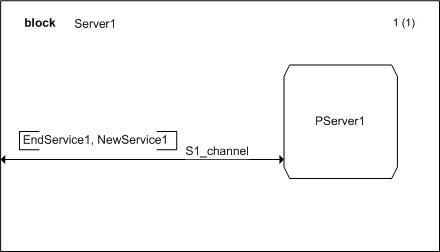 block Server1 1 (1)
PServer1
EndService1, NewService1
S1_channel